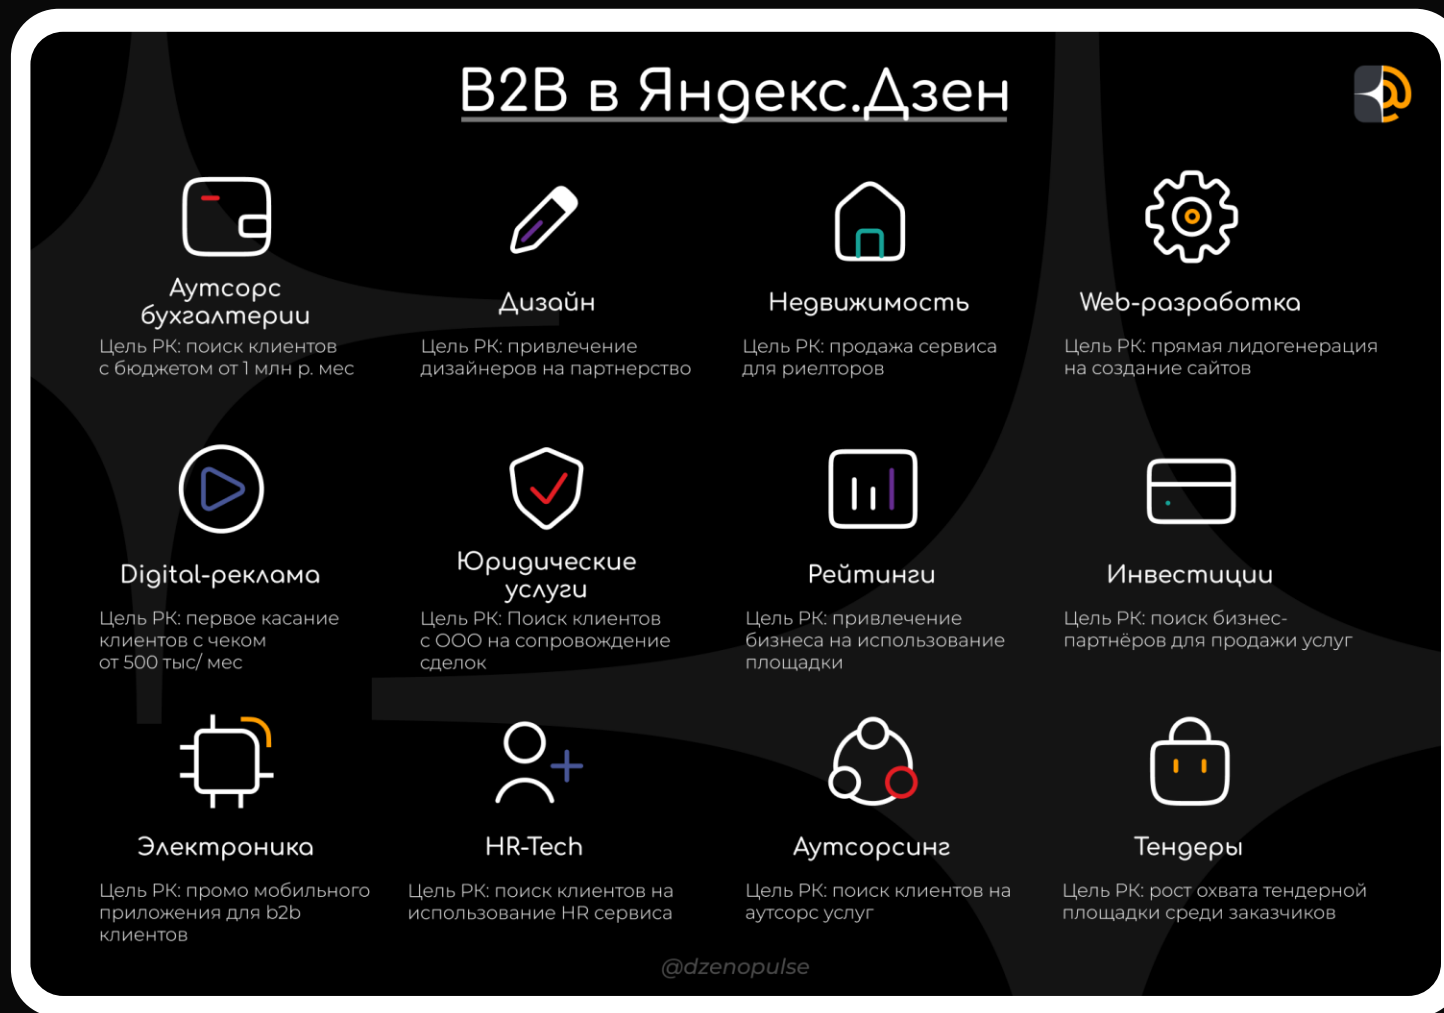 B2B в Яндекс.Дзен
Аутсорс
бухгалтерии
Цель РК: поиск клиентов
с бюджетом от 1 млн р. мес
Дизайн
Цель РК: привлечение
дизайнеров на партнерство
Недвижимость
Цель РК: продажа сервиса
для риелторов
Web-разработка
Цель РК: прямая лидогенерация
на создание сайтов
Digital-реклама
Цель РК: первое касание
клиентов с чеком
от 500 тыс/ мес
Юридические
услуги
Цель РК: Поиск клиентов
с ООО на сопровождение
сделок
Рейтинги
Цель РК: привлечение
бизнеса на использование
площадки
Инвестиции
Цель РК: поиск бизнес-
партнёров для продажи услуг
Электроника
Цель РК: промо мобильного
приложения для b2b
клиентов
HR-Tech
Цель РК: поиск клиентов на
использование HR сервиса
Аутсорсинг
Цель РК: поиск клиентов на
аутсорс услуг
Тендеры
Цель РК: рост охвата тендерной
площадки среди заказчиков
@dzenopulse